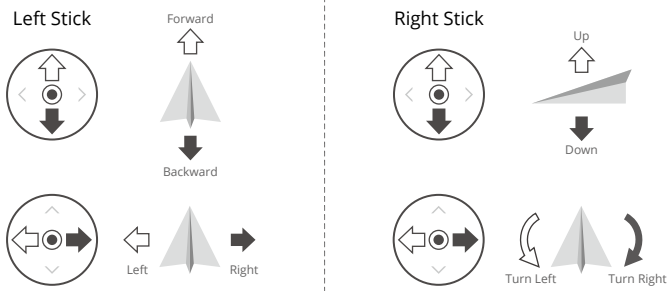 Left Stick
Forward
Backward
Left
Right
Right Stick
Up
Down
Turn Left
Turn Right